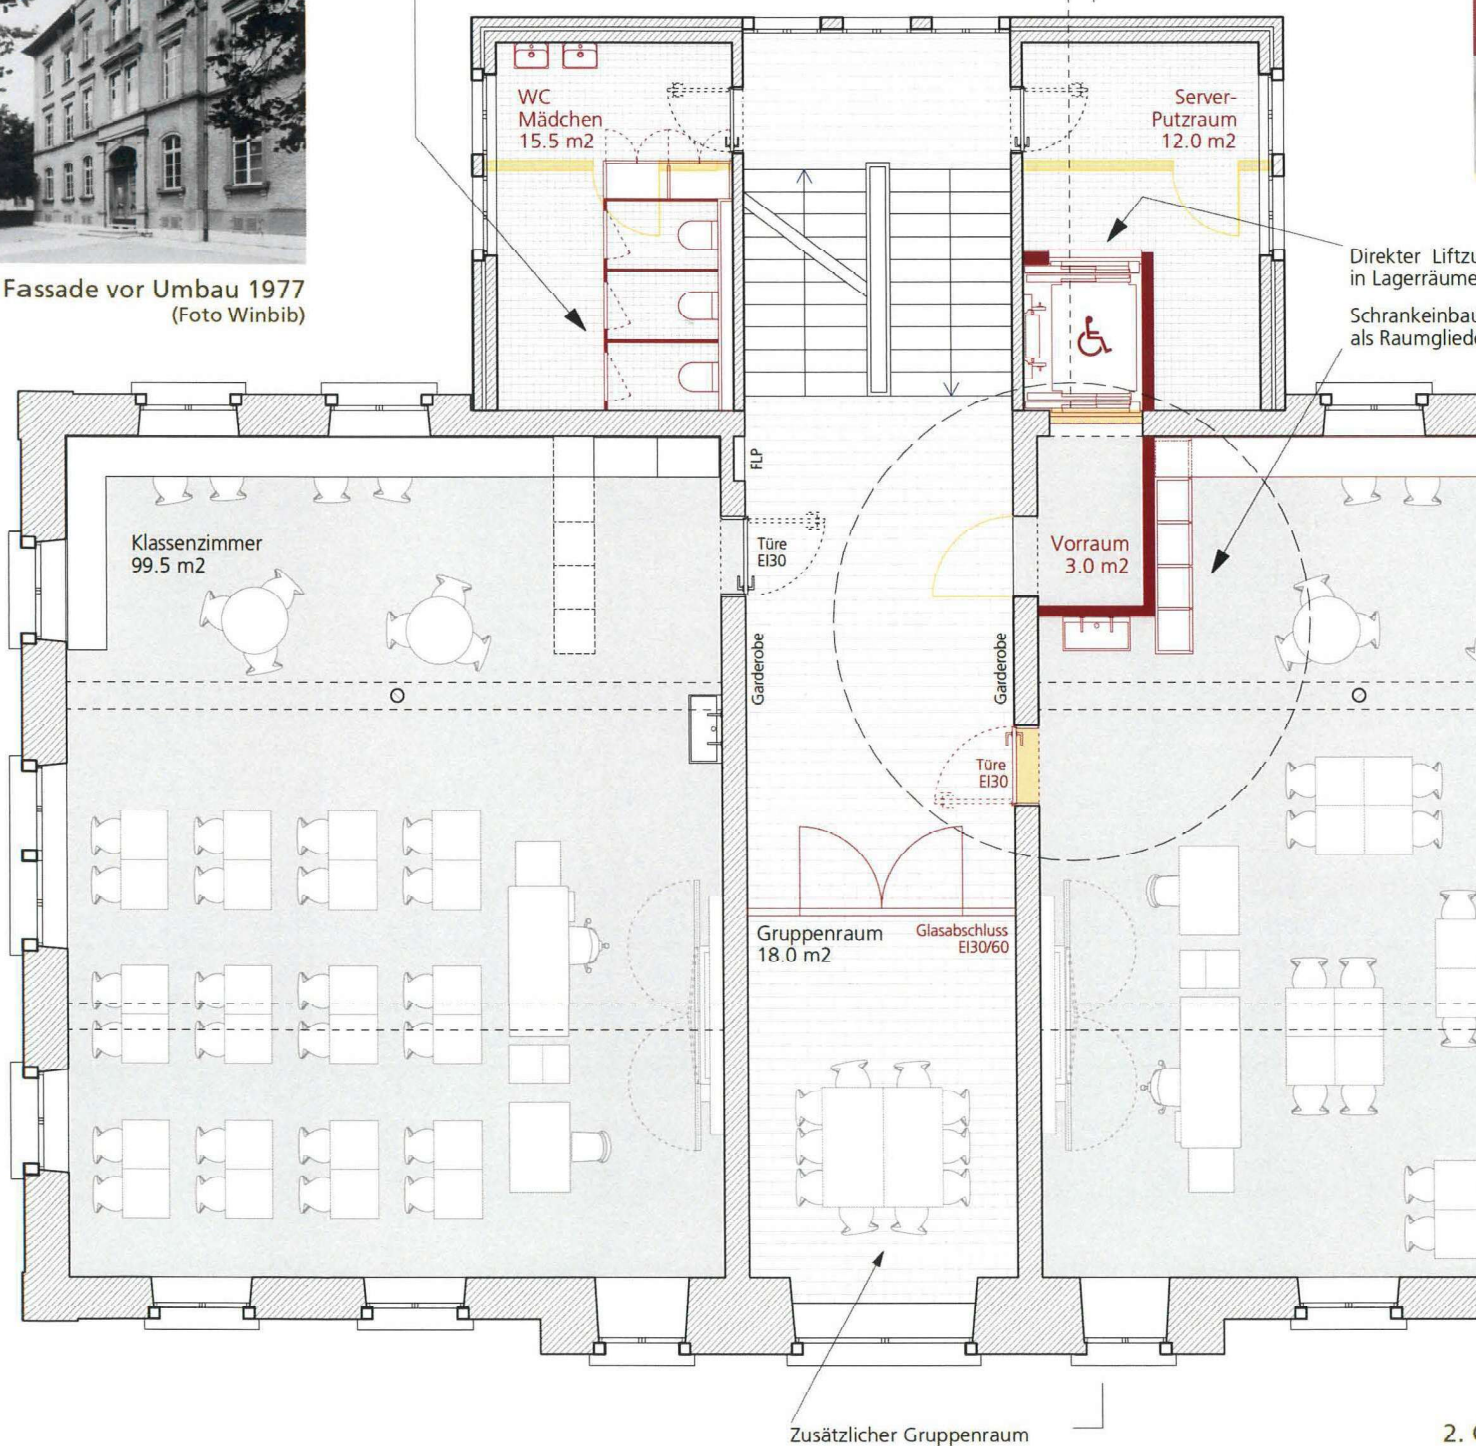 Fassade vor Umbau 1977
(Foto Winbib)
WC
Mädchen
15.5 m2
Server-
Putzraum
12.0 m2
Direkter Liftzu
in Lagerräume
Schrankeinbau
als Raumgliede
FLP
Klassenzimmer
99.5 m2
Türe
EI30
Vorraum
3.0 m2
Garderobe
Garderobe
Türe
EI30
Gruppenraum
18.0 m2
Glasabschluss
EI30/60
Zusätzlicher Gruppenraum
2.